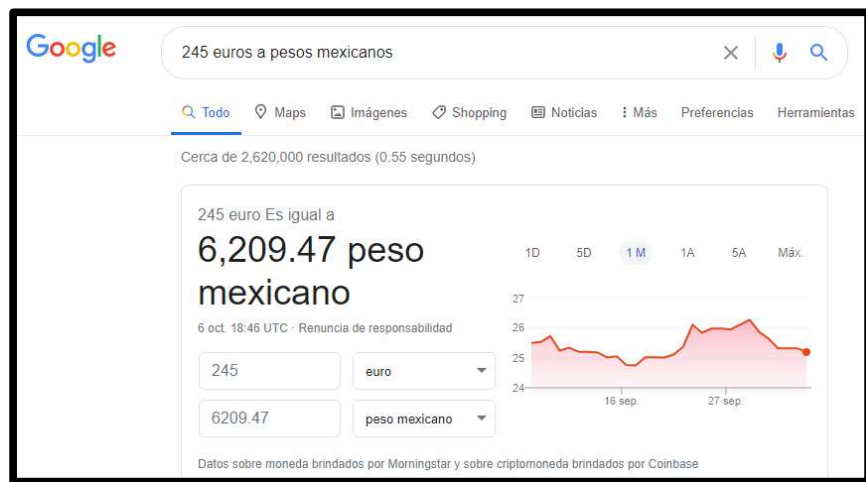 Google
245 euros a pesos mexicanos
Todo Maps Imágenes Shopping Noticias Más Preferencias Herramientas
Cerca de 2,620,000 resultados (0.55 segundos)
245 euro Es igual a
6,209.47 peso
mexicano
6 oct. 18:46 UTC · Renuncia de responsabilidad
245 euro
6209.47 peso mexicano
1D 5D 1 M 1A 5A Máx.
27
26
25
24
16 sep. 27 sep.
Datos sobre moneda brindados por Morningstar y sobre criptomoneda brindados por Coinbase